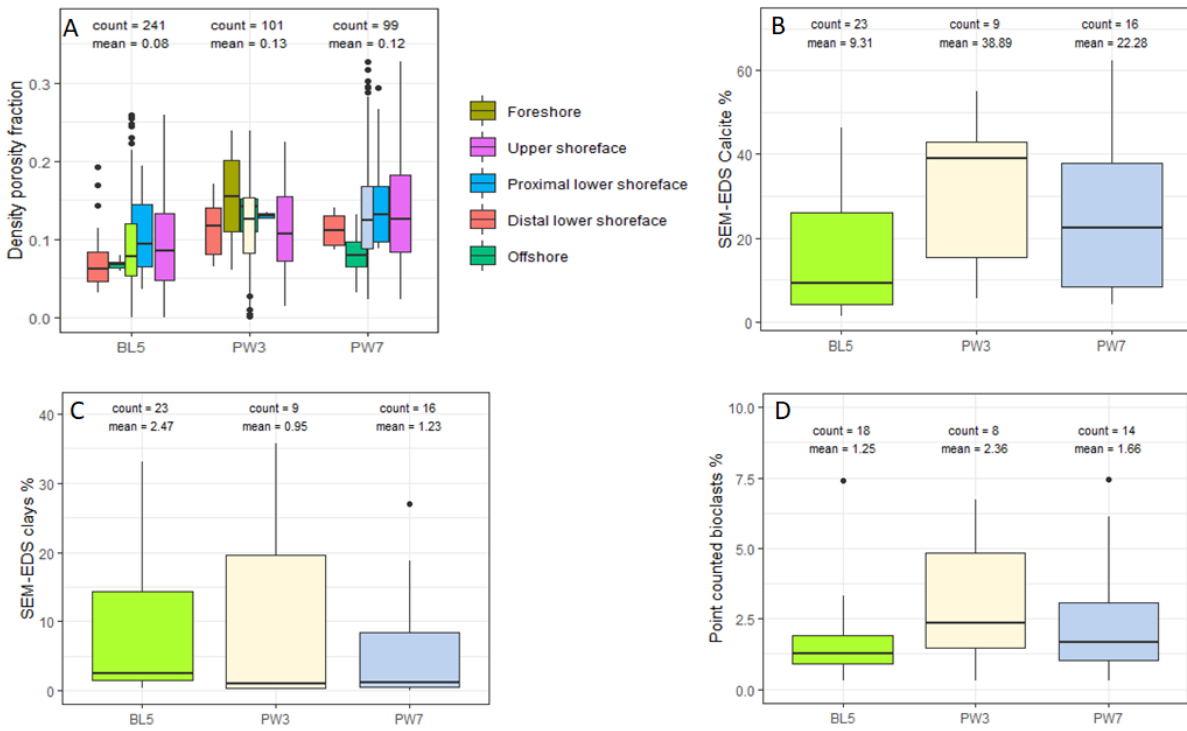 A
count = 241
mean = 0.08
count = 101
mean = 0.13
count = 99
mean = 0.12
Density porosity fraction
0.3
0.2
0.1
0.0
BL5
PW3
PW7
Foreshore
Upper shoreface
Proximal lower shoreface
Distal lower shoreface
Offshore
B
count = 23
mean = 9.31
count = 9
mean = 38.89
count = 16
mean = 22.28
SEM-EDS Calcite %
60
40
20
0
BL5
PW3
PW7
C
count = 23
mean = 2.47
count = 9
mean = 0.95
count = 16
mean = 1.23
SEM-EDS clays %
40
30
20
10
0
BL5
PW3
PW7
D
count = 18
mean = 1.25
count = 8
mean = 2.36
count = 14
mean = 1.66
Point counted bioclasts %
10.0
7.5
5.0
2.5
0.0
BL5
PW3
PW7